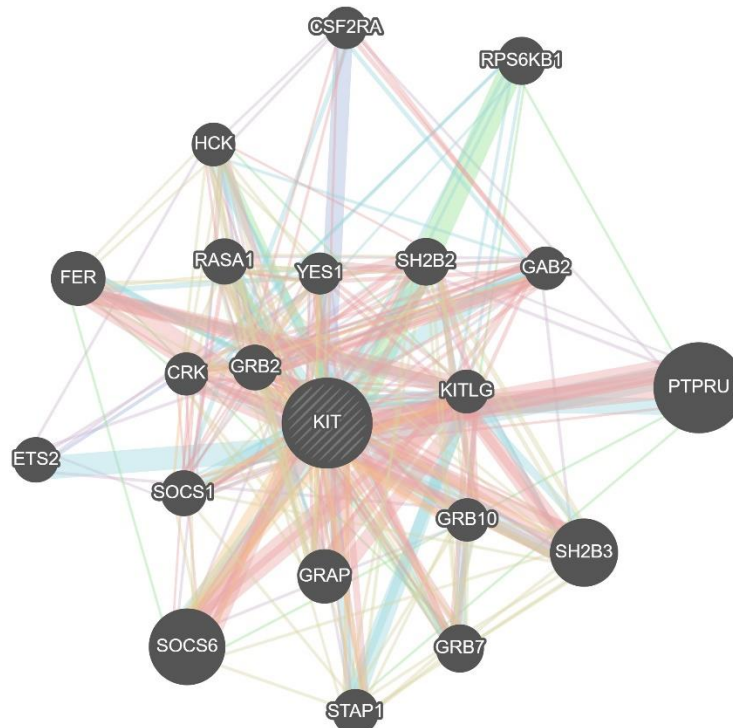 CSF2RA
RPS6KB1
HCK
RASA1
YES1
SH2B2
GAB2
FER
CRK
GRB2
KITLG
PTPRU
KIT
ETS2
SOCS1
GRB10
SH2B3
GRAP
SOCS6
GRB7
STAP1